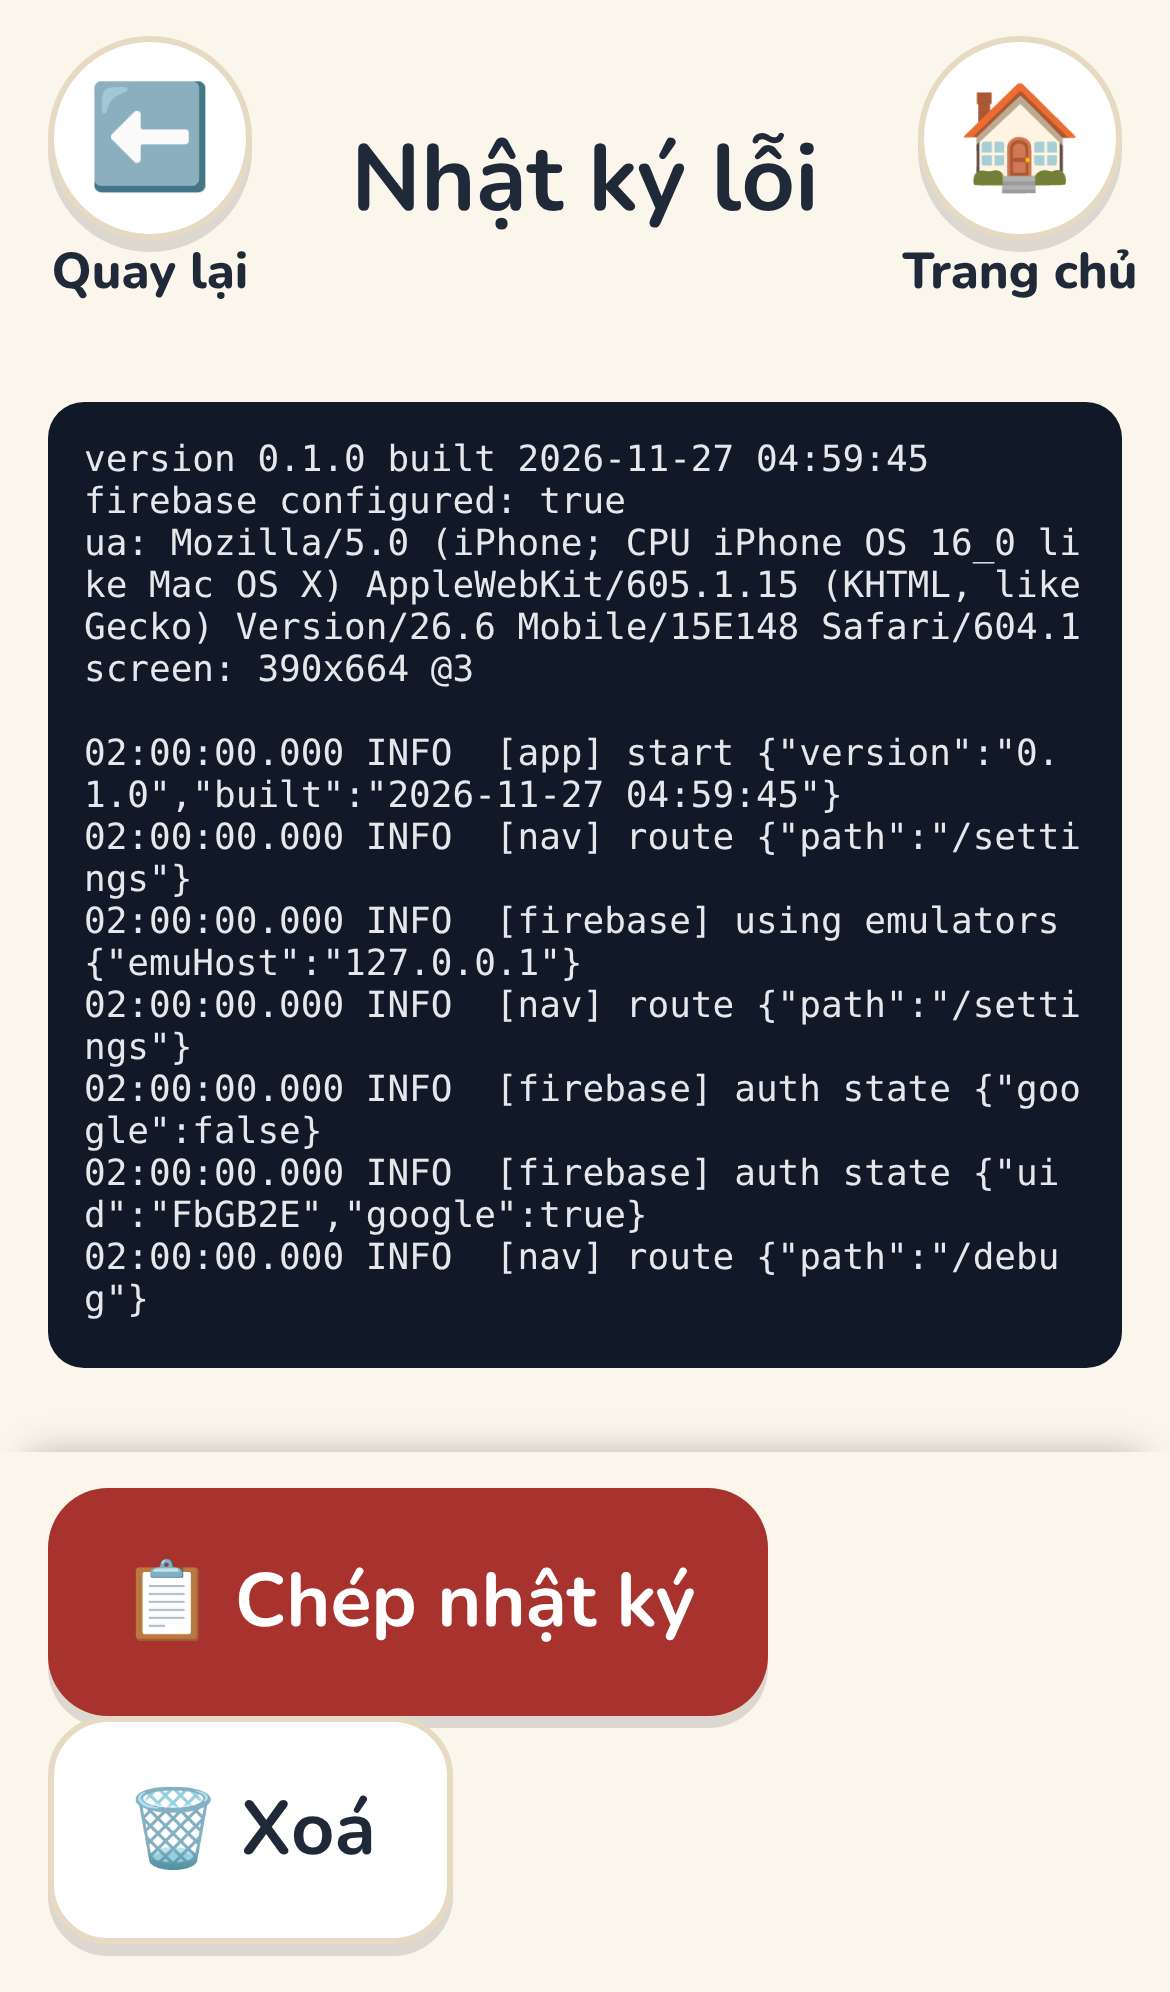 Nhật ký lỗi
Quay lại
Trang chủ
version 0.1.0 built 2026-11-27 04:59:45
firebase configured: true
ua: Mozilla/5.0 (iPhone; CPU iPhone OS 16_0 li
ke Mac OS X) AppleWebKit/605.1.15 (KHTML, like
Gecko) Version/26.6 Mobile/15E148 Safari/604.1
screen: 390x664 @3
02:00:00.000 INFO  [app] start {"version":"0.
1.0","built":"2026-11-27 04:59:45"}
02:00:00.000 INFO  [nav] route {"path":"/setti
ngs"}
02:00:00.000 INFO  [firebase] using emulators
{"emuHost":"127.0.0.1"}
02:00:00.000 INFO  [nav] route {"path":"/setti
ngs"}
02:00:00.000 INFO  [firebase] auth state {"goo
gle":false}
02:00:00.000 INFO  [firebase] auth state {"ui
d":"FbGB2E","google":true}
02:00:00.000 INFO  [nav] route {"path":"/debu
g"}
Chép nhật ký
Xoá